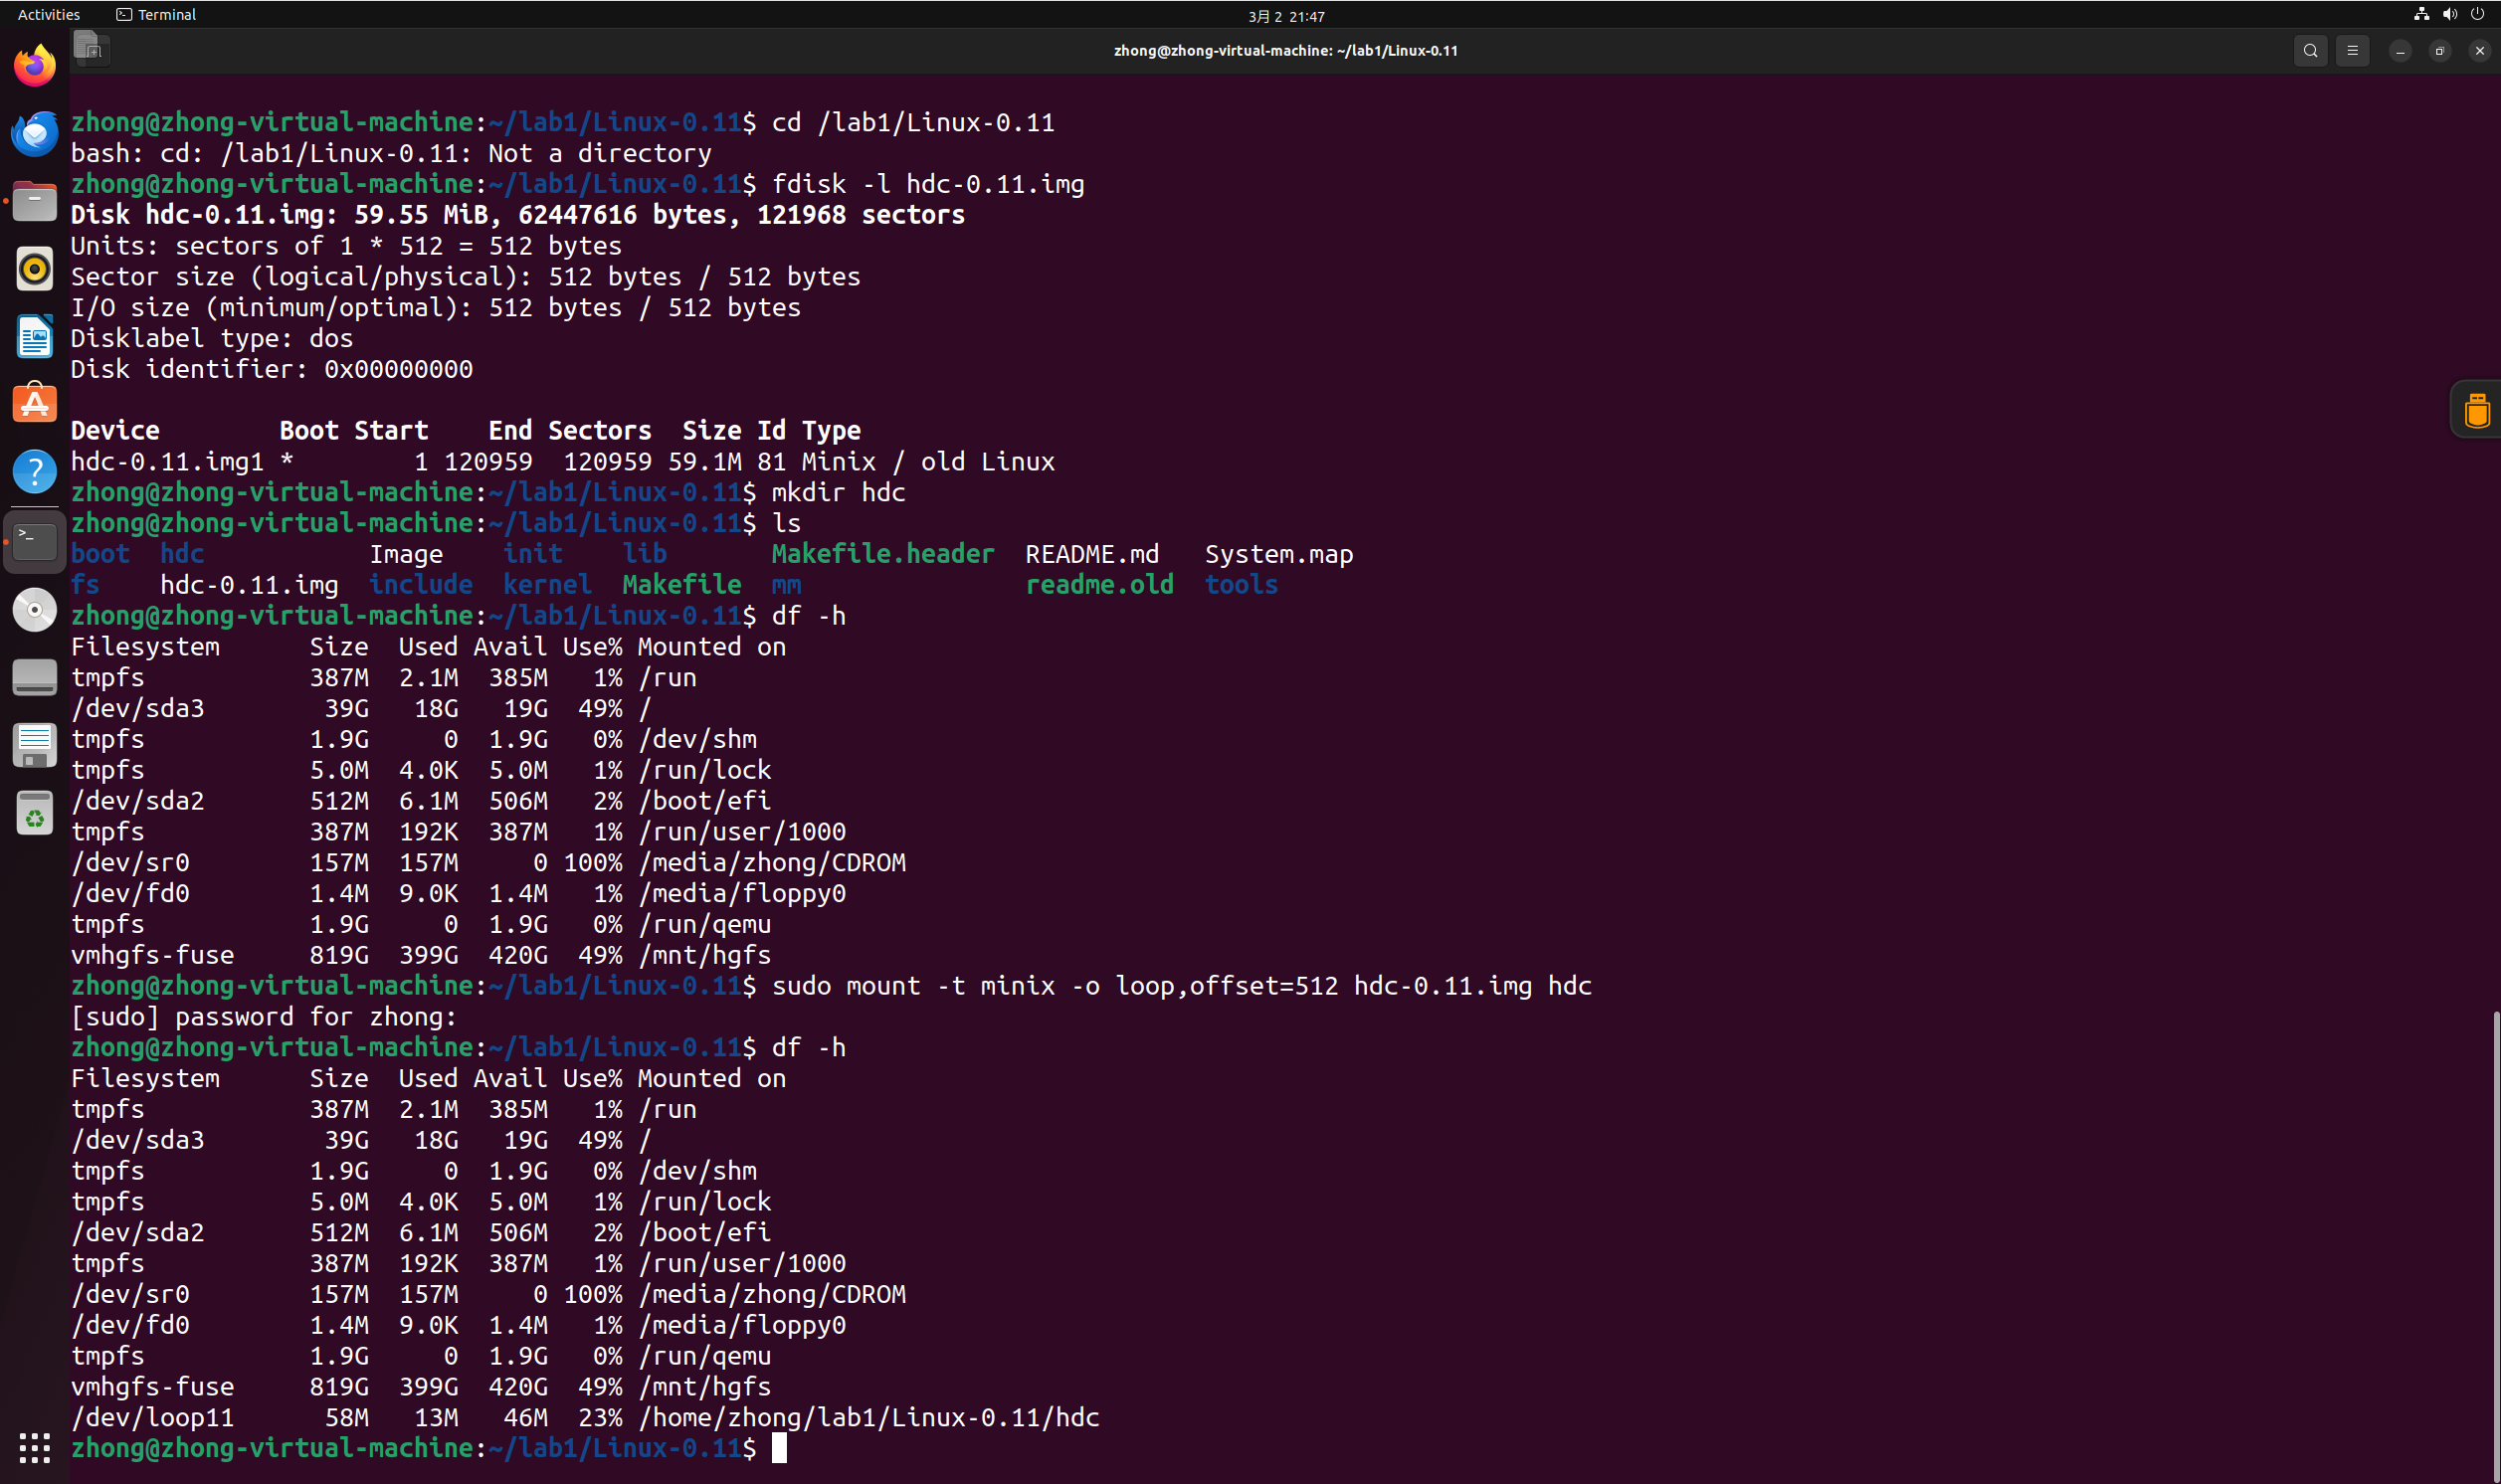 Activities Terminal 3月 2 21:47
zhong@zhong-virtual-machine: ~/lab1/Linux-0.11
zhong@zhong-virtual-machine:~/lab1/Linux-0.11$ cd /lab1/Linux-0.11
bash: cd: /lab1/Linux-0.11: Not a directory
zhong@zhong-virtual-machine:~/lab1/Linux-0.11$ fdisk -l hdc-0.11.img
Disk hdc-0.11.img: 59.55 MiB, 62447616 bytes, 121968 sectors
Units: sectors of 1 * 512 = 512 bytes
Sector size (logical/physical): 512 bytes / 512 bytes
I/O size (minimum/optimal): 512 bytes / 512 bytes
Disklabel type: dos
Disk identifier: 0x00000000
Device        Boot Start    End Sectors  Size Id Type
hdc-0.11.img1 *        1 120959  120959 59.1M 81 Minix / old Linux
zhong@zhong-virtual-machine:~/lab1/Linux-0.11$ mkdir hdc
zhong@zhong-virtual-machine:~/lab1/Linux-0.11$ ls
boot  hdc           Image    init    lib       Makefile.header  README.md   System.map
fs    hdc-0.11.img  include  kernel  Makefile  mm               readme.old  tools
zhong@zhong-virtual-machine:~/lab1/Linux-0.11$ df -h
Filesystem      Size  Used Avail Use% Mounted on
tmpfs           387M  2.1M  385M   1% /run
/dev/sda3        39G   18G   19G  49% /
tmpfs           1.9G     0  1.9G   0% /dev/shm
tmpfs           5.0M  4.0K  5.0M   1% /run/lock
/dev/sda2       512M  6.1M  506M   2% /boot/efi
tmpfs           387M  192K  387M   1% /run/user/1000
/dev/sr0        157M  157M     0 100% /media/zhong/CDROM
/dev/fd0        1.4M  9.0K  1.4M   1% /media/floppy0
tmpfs           1.9G     0  1.9G   0% /run/qemu
vmhgfs-fuse     819G  399G  420G  49% /mnt/hgfs
zhong@zhong-virtual-machine:~/lab1/Linux-0.11$ sudo mount -t minix -o loop,offset=512 hdc-0.11.img hdc
[sudo] password for zhong:
zhong@zhong-virtual-machine:~/lab1/Linux-0.11$ df -h
Filesystem      Size  Used Avail Use% Mounted on
tmpfs           387M  2.1M  385M   1% /run
/dev/sda3        39G   18G   19G  49% /
tmpfs           1.9G     0  1.9G   0% /dev/shm
tmpfs           5.0M  4.0K  5.0M   1% /run/lock
/dev/sda2       512M  6.1M  506M   2% /boot/efi
tmpfs           387M  192K  387M   1% /run/user/1000
/dev/sr0        157M  157M     0 100% /media/zhong/CDROM
/dev/fd0        1.4M  9.0K  1.4M   1% /media/floppy0
tmpfs           1.9G     0  1.9G   0% /run/qemu
vmhgfs-fuse     819G  399G  420G  49% /mnt/hgfs
/dev/loop11      58M   13M   46M  23% /home/zhong/lab1/Linux-0.11/hdc
zhong@zhong-virtual-machine:~/lab1/Linux-0.11$